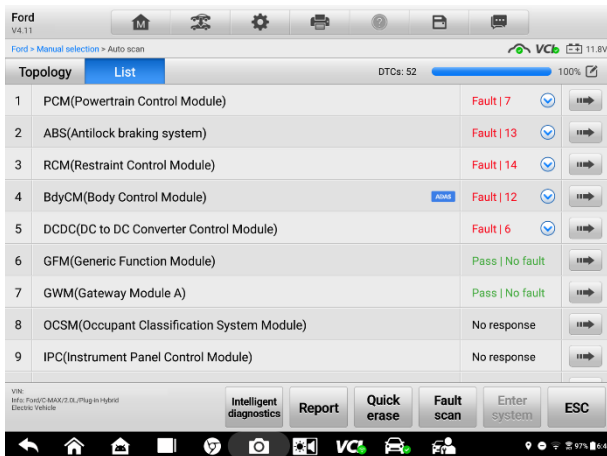 Ford
V4.11
Ford > Manual selection > Auto scan
VCI
11.8V
Topology
List
DTCs: 52
100%
1 PCM(Powertrain Control Module) Fault | 7
2 ABS(Antilock braking system) Fault | 13
3 RCM(Restraint Control Module) Fault | 14
4 BdyCM(Body Control Module) ADAS Fault | 12
5 DCDC(DC to DC Converter Control Module) Fault | 6
6 GFM(Generic Function Module) Pass | No fault
7 GWM(Gateway Module A) Pass | No fault
8 OCSM(Occupant Classification System Module) No response
9 IPC(Instrument Panel Control Module) No response
VIN:
Info: Ford/C-MAX/2.0L/Plug-in Hybrid
Electric Vehicle
Intelligent
diagnostics
Report
Quick
erase
Fault
scan
Enter
system
ESC
VCI
97%